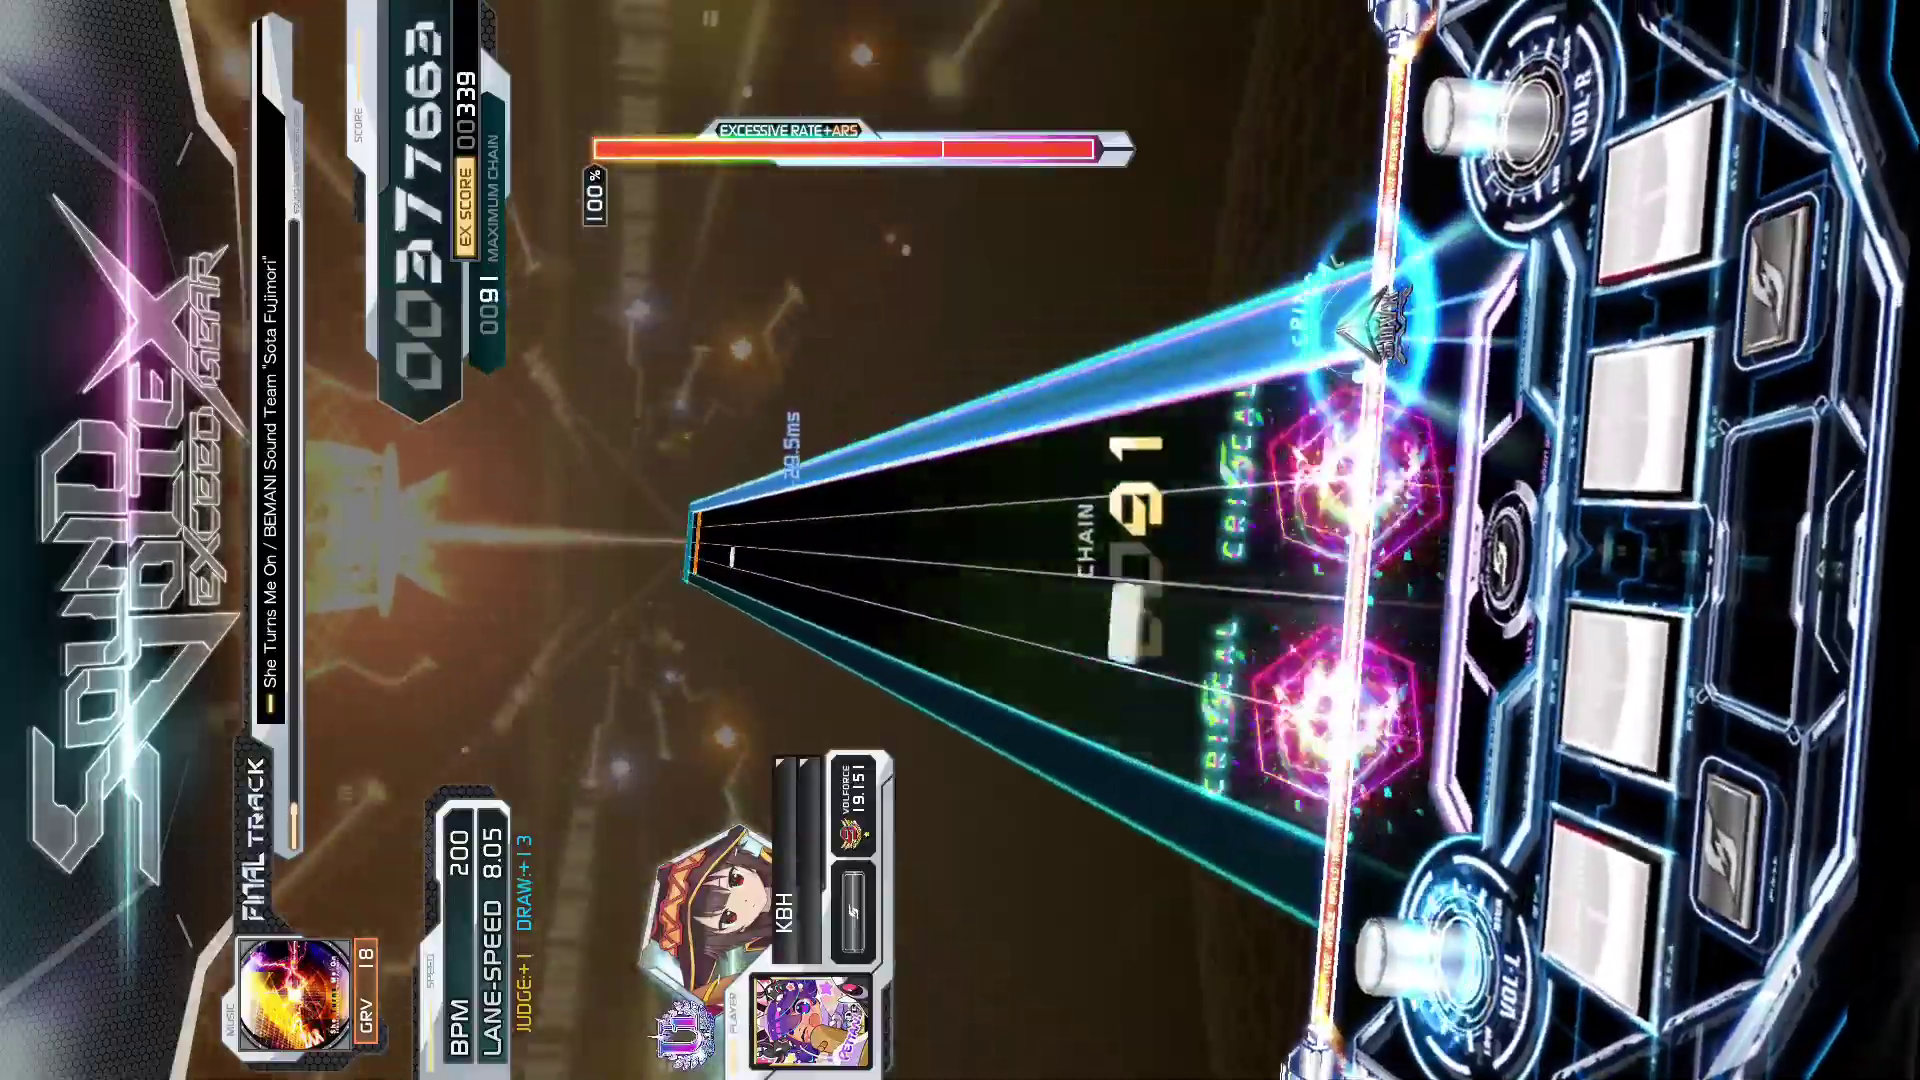 SOUND VOLTEX
EXCEED GEAR
FINAL TRACK
She Turns Me On / BEMANI Sound Team "Sota Fujimori"
MUSIC
GRV 18
SCORE
00377663
EX SCORE 00339
0091 MAXIMUM CHAIN
SPEED
BPM 200
LANE-SPEED 8.05
JUDGE:+1 DRAW:+13
100%
EXCESSIVE RATE+ARS
PLAYER
KBH
VOLFORCE
19.151
CHAIN
0091
CRITICAL
CRITICAL
VOL-L
VOL-R